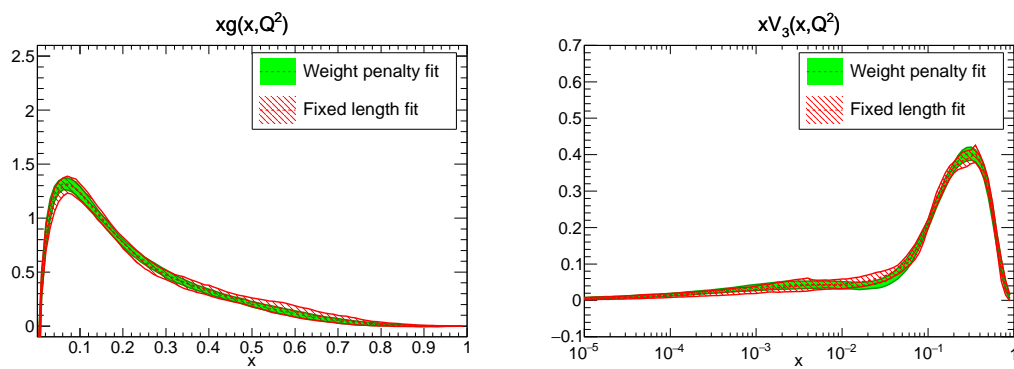 xg(x,Q²)
2.5
2
1.5
1
0.5
0
Weight penalty fit
Fixed length fit
0.1 0.2 0.3 0.4 0.5 0.6 0.7 0.8 0.9 1
x
xV₃(x,Q²)
0.7
0.6
0.5
0.4
0.3
0.2
0.1
0
−0.1
Weight penalty fit
Fixed length fit
10⁻⁵ 10⁻⁴ 10⁻³ 10⁻² 10⁻¹ 1
x